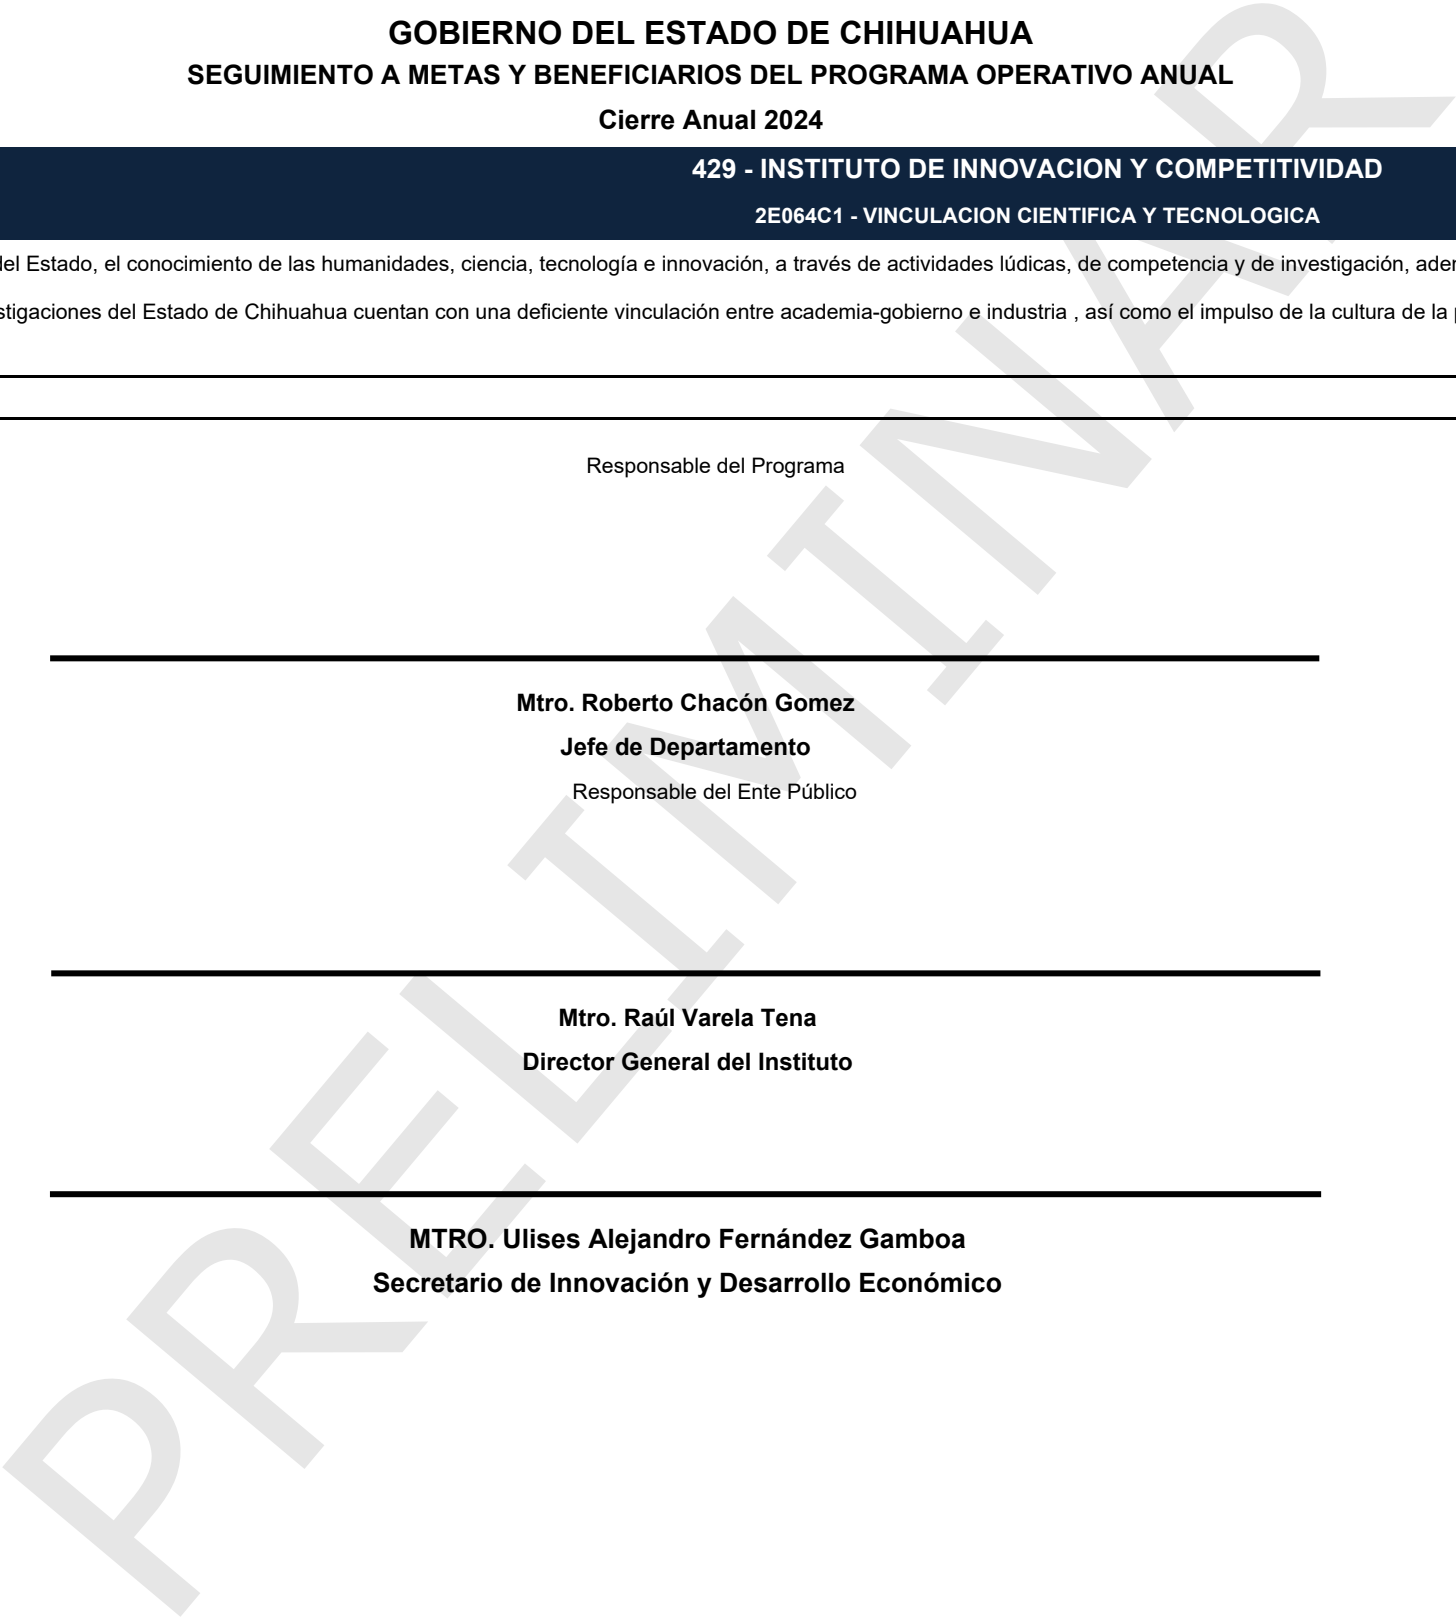 GOBIERNO DEL ESTADO DE CHIHUAHUA
SEGUIMIENTO A METAS Y BENEFICIARIOS DEL PROGRAMA OPERATIVO ANUAL
Cierre Anual 2024
429 - INSTITUTO DE INNOVACION Y COMPETITIVIDAD
2E064C1 - VINCULACION CIENTIFICA Y TECNOLOGICA
del Estado, el conocimiento de las humanidades, ciencia, tecnología e innovación, a través de actividades lúdicas, de competencia y de investigación,
del Estado de Chihuahua cuentan con una deficiente vinculación entre academia-gobierno e industria , así como el impulso de la cultura de la
Responsable del Programa
Mtro. Roberto Chacón Gomez
Jefe de Departamento
Responsable del Ente Público
Mtro. Raúl Varela Tena
Director General del Instituto
MTRO. Ulises Alejandro Fernández Gamboa
Secretario de Innovación y Desarrollo Económico
PRELIMINAR